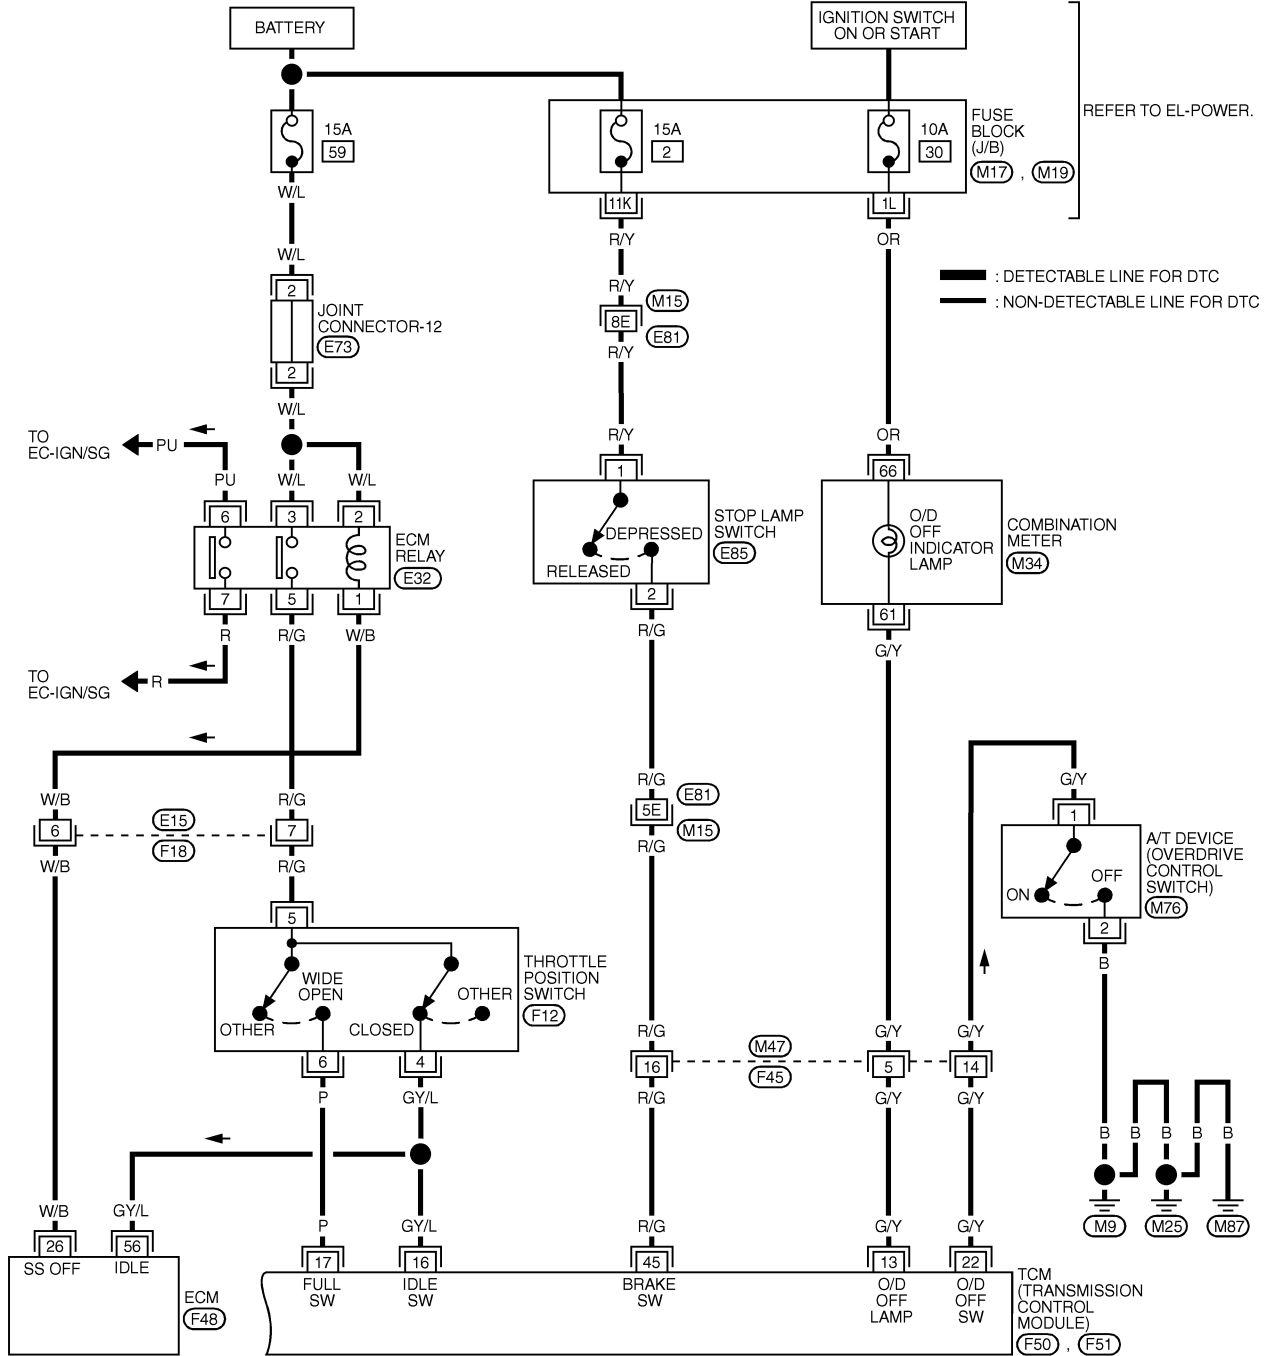 BATTERY
IGNITION SWITCH
ON OR START
15A
59
15A
2
10A
30
FUSE
BLOCK
(J/B)
M17 , M19
REFER TO EL-POWER.
W/L
11K
1L
R/Y
OR
W/L
: DETECTABLE LINE FOR DTC
: NON-DETECTABLE LINE FOR DTC
2
R/Y
M15
8E
E81
JOINT
CONNECTOR-12
E73
2
R/Y
W/L
TO
EC-IGN/SG
PU
R/Y
OR
PU
W/L
W/L
1
66
6
3
2
ECM
RELAY
E32
DEPRESSED
RELEASED
STOP LAMP
SWITCH
E85
O/D
OFF
INDICATOR
LAMP
COMBINATION
METER
M34
7
5
1
2
61
R
R/G
W/B
R/G
G/Y
TO
EC-IGN/SG
R
W/B
R/G
R/G
G/Y
6
E15
F18
7
E81
5E
M15
1
W/B
R/G
R/G
ON
OFF
A/T DEVICE
(OVERDRIVE
CONTROL
SWITCH)
M76
5
2
B
WIDE
OPEN
OTHER
CLOSED
OTHER
THROTTLE
POSITION
SWITCH
F12
R/G
G/Y
G/Y
6
4
16
M47
F45
5
14
P
GY/L
R/G
G/Y
G/Y
B
B
B
B
B
W/B
GY/L
P
GY/L
R/G
G/Y
G/Y
M9
M25
M87
26
56
17
16
45
13
22
SS OFF
IDLE
ECM
F48
FULL
SW
IDLE
SW
BRAKE
SW
O/D
OFF
LAMP
O/D
OFF
SW
TCM
(TRANSMISSION
CONTROL
MODULE)
F50 , F51